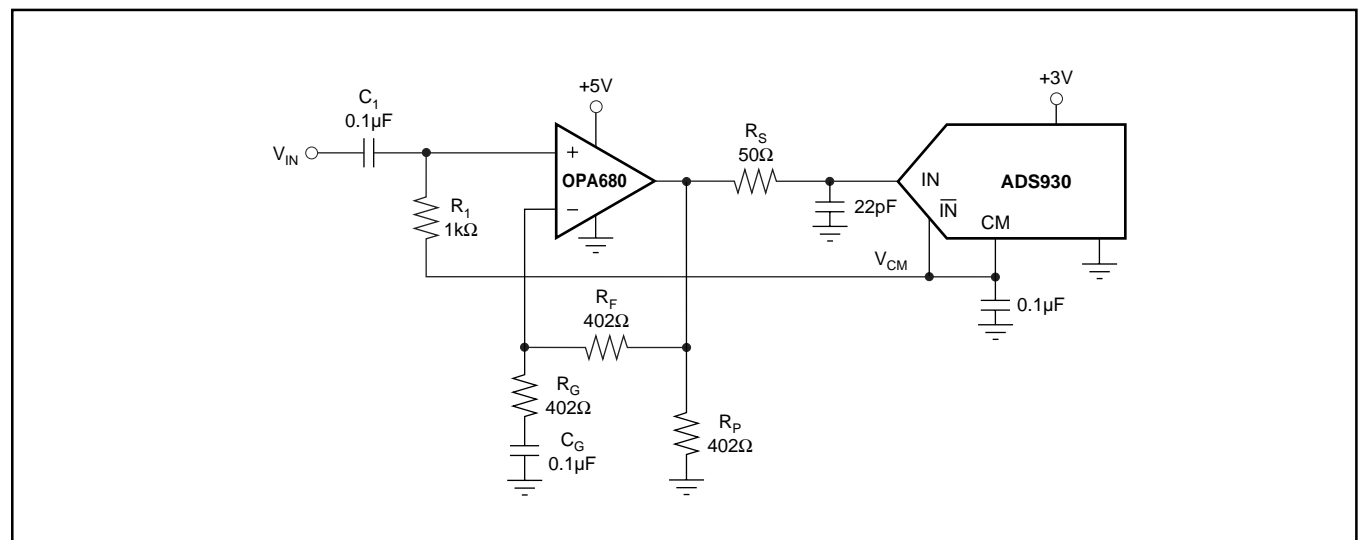 +5V
+3V
C1
0.1µF
RS
50Ω
VIN
+
OPA680
–
IN
ADS930
IN
CM
22pF
R1
1kΩ
VCM
RF
402Ω
0.1µF
RG
402Ω
CG
0.1µF
RP
402Ω